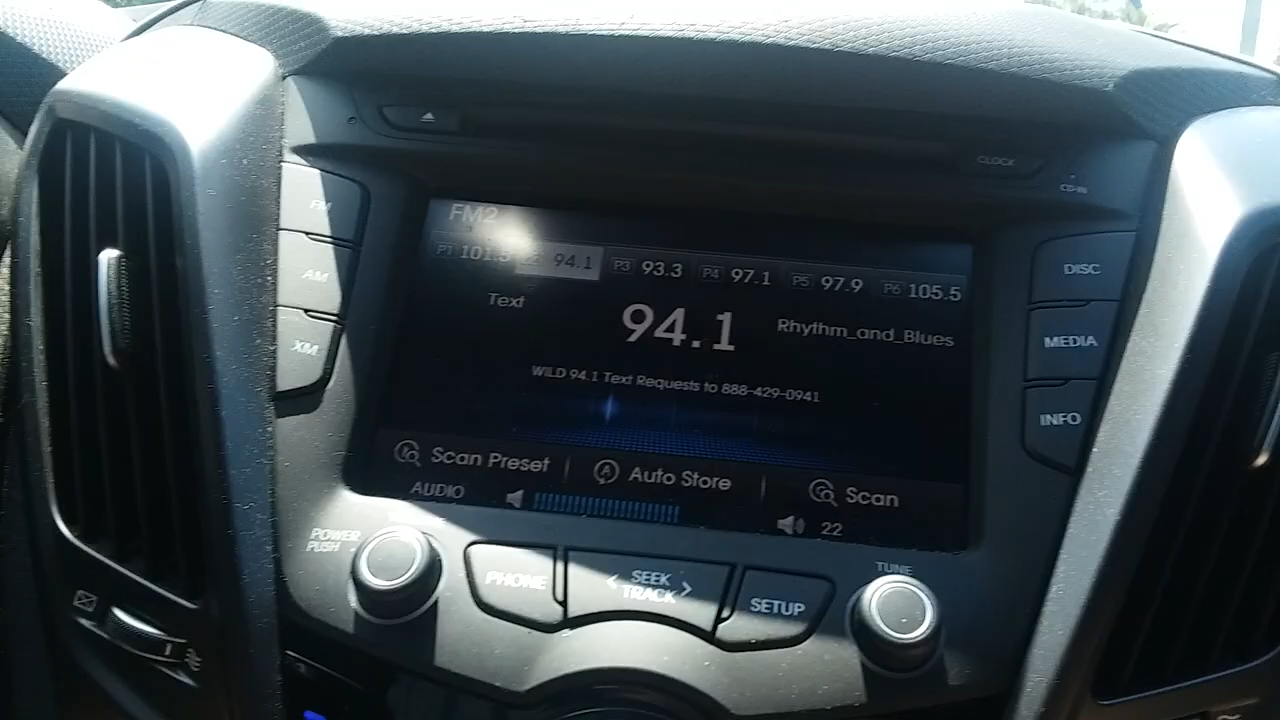 CLOCK
CD-IN
FM
AM
XM
DISC
MEDIA
INFO
FM2
P1 101.5 94.1 P3 93.3 P4 97.1 P5 97.9 P6 105.5
Text 94.1 Rhythm_and_Blues
WILD 94.1 Text Requests to 888-429-0941
Scan Preset Auto Store Scan
AUDIO 22
POWER
PUSH
PHONE
SEEK
TRACK
SETUP
TUNE